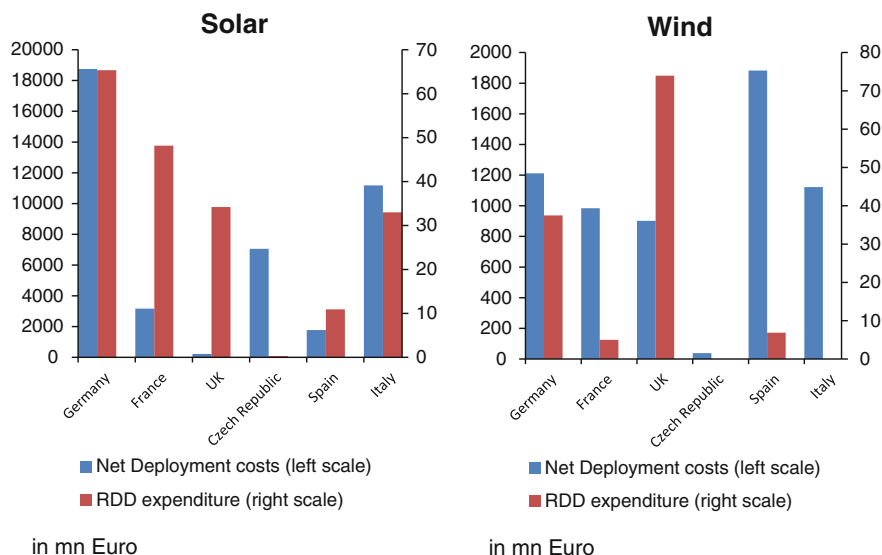 Solar
20000
18000
16000
14000
12000
10000
8000
6000
4000
2000
0
70
60
50
40
30
20
10
0
Germany
France
UK
Czech Republic
Spain
Italy
Net Deployment costs (left scale)
RDD expenditure (right scale)
in mn Euro
Wind
2000
1800
1600
1400
1200
1000
800
600
400
200
0
80
70
60
50
40
30
20
10
0
Germany
France
UK
Czech Republic
Spain
Italy
Net Deployment costs (left scale)
RDD expenditure (right scale)
in mn Euro